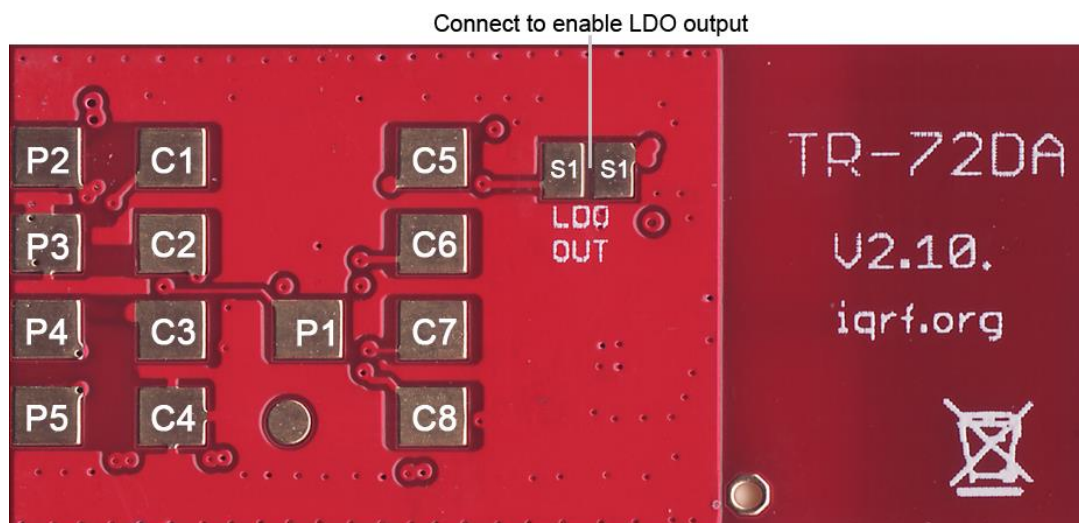 Connect to enable LDO output
P2 C1 C5 S1 S1 TR-72DA
LDO
OUT
P3 C2 C6 V2.10.
P4 C3 P1 C7 iqrf.org
P5 C4 C8